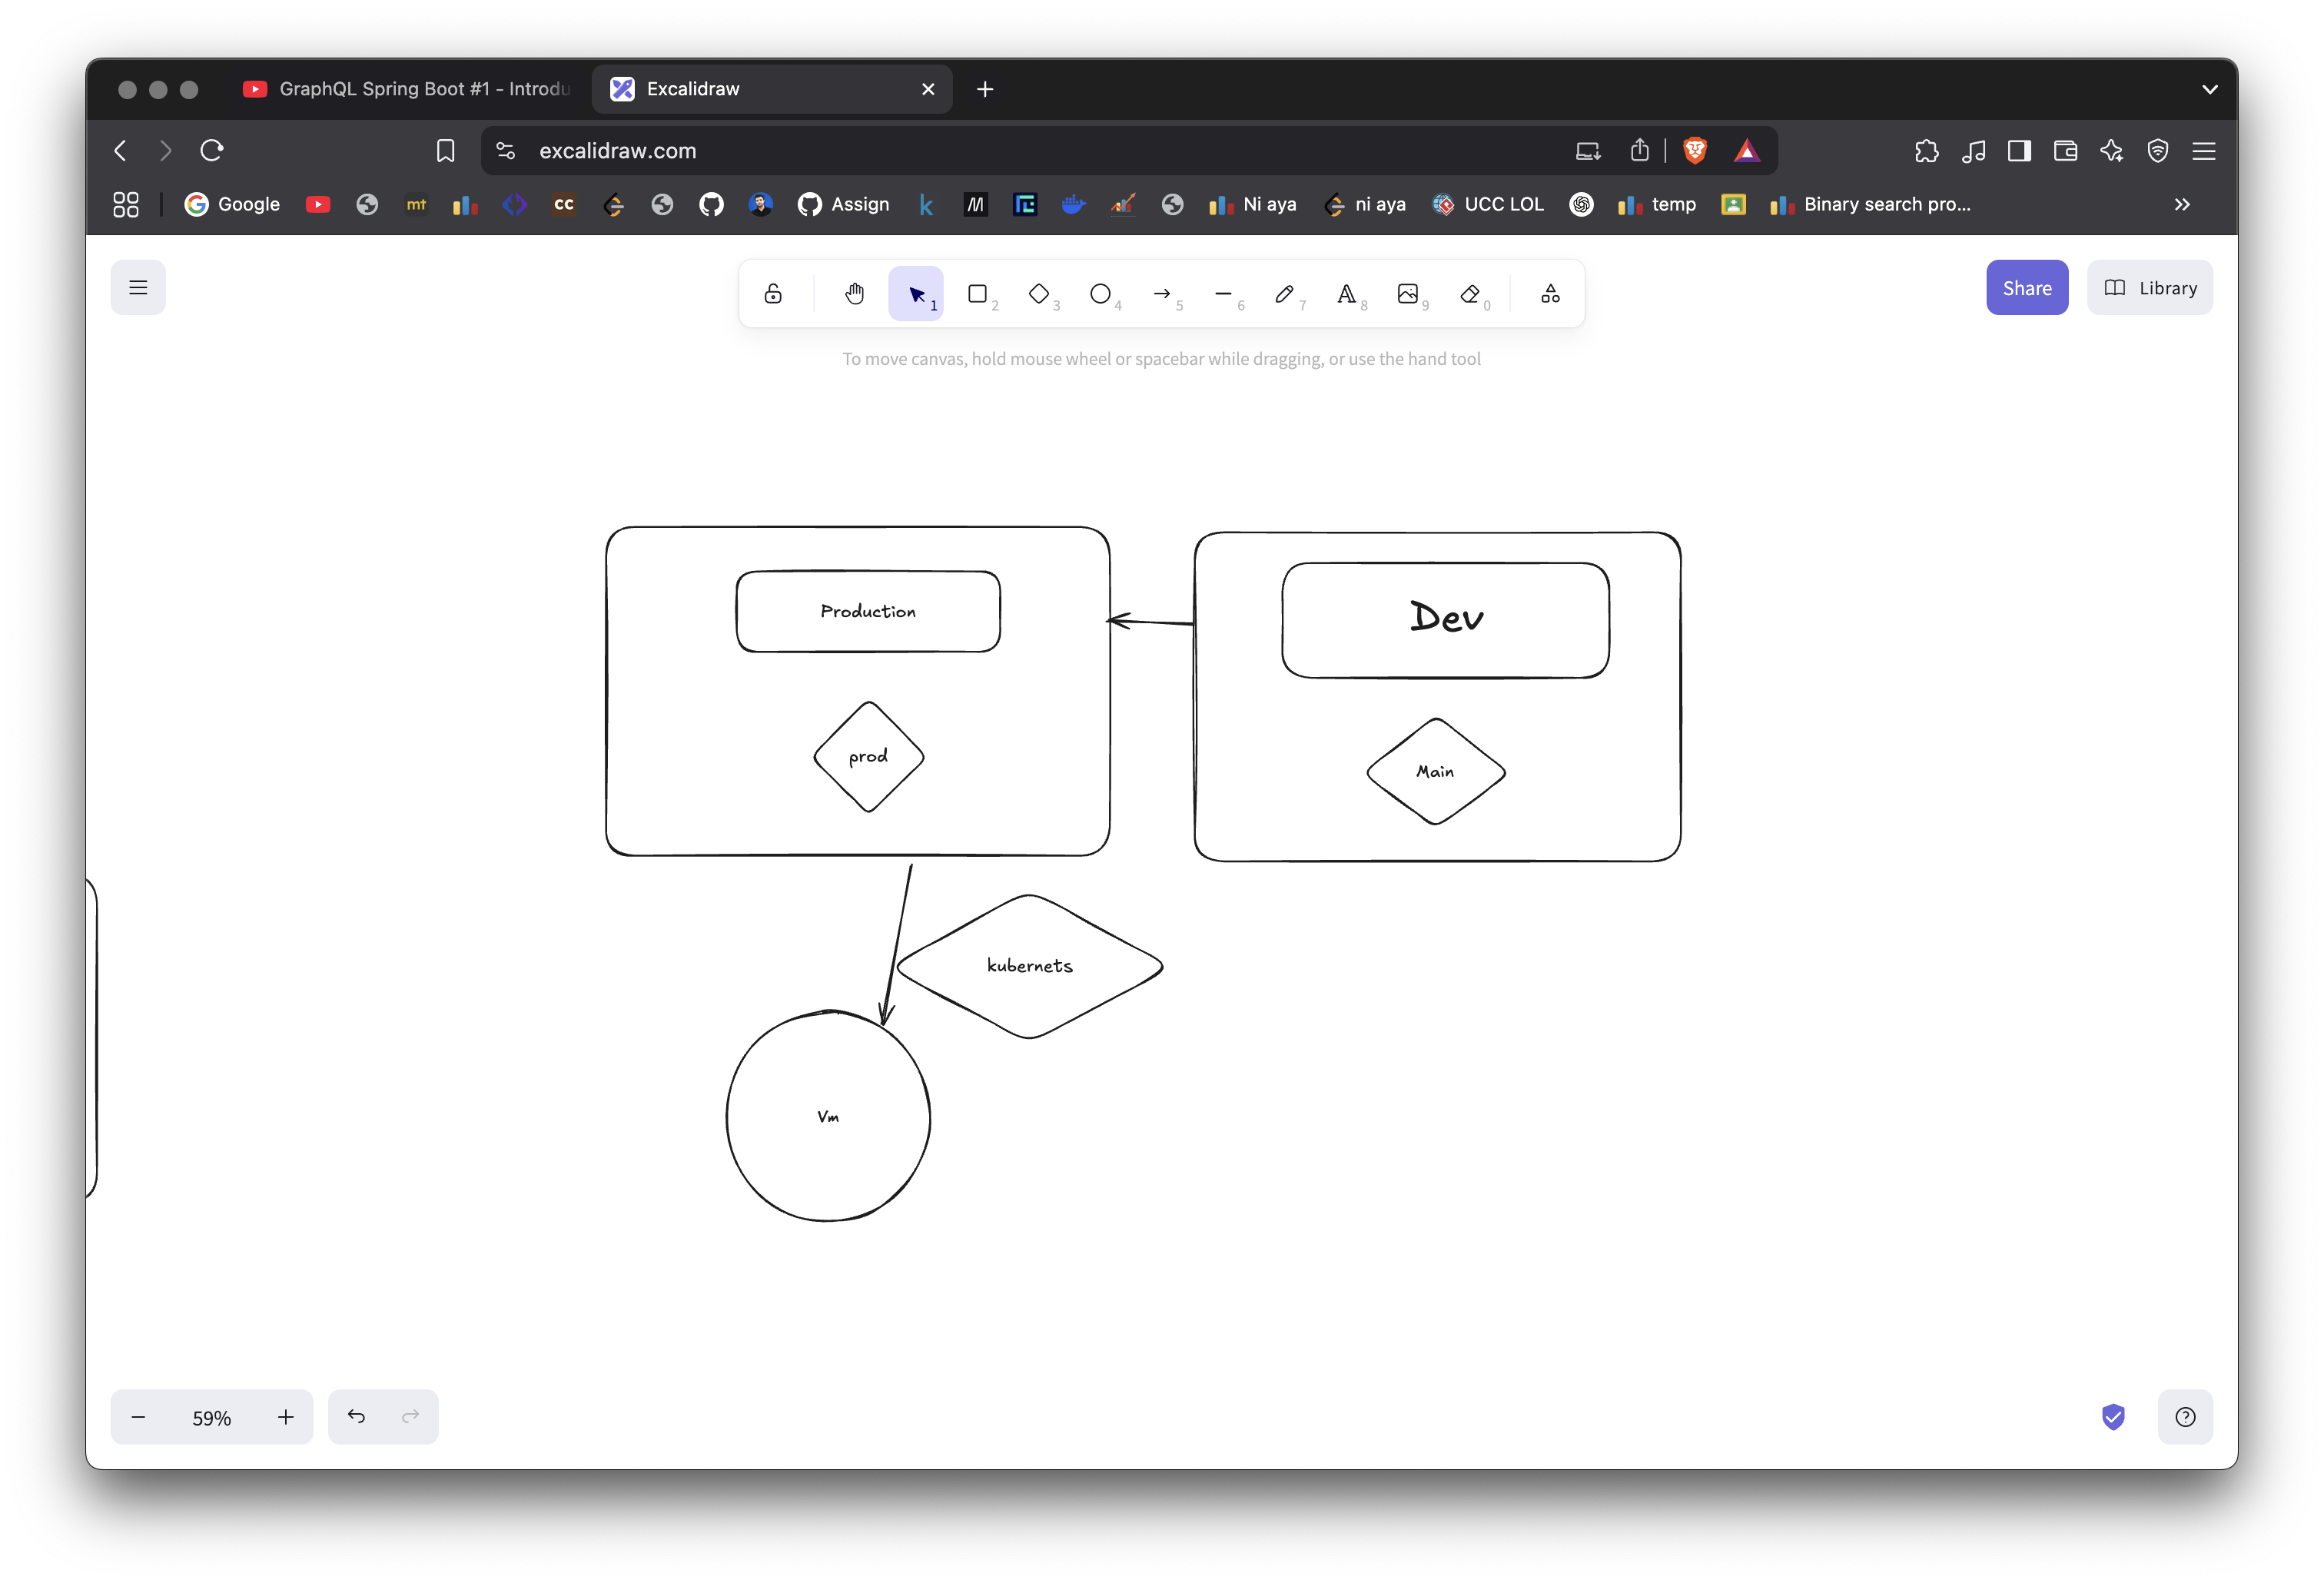 GraphQL Spring Boot #1 - Introdu
Excalidraw
excalidraw.com
Google
mt
CC
Assign
k
Ni aya
ni aya
UCC LOL
temp
Binary search pro...
1
2
3
4
5
6
7
A
8
9
0
Share
Library
To move canvas, hold mouse wheel or spacebar while dragging, or use the hand tool
Production
Dev
prod
Main
kubernets
Vm
59%